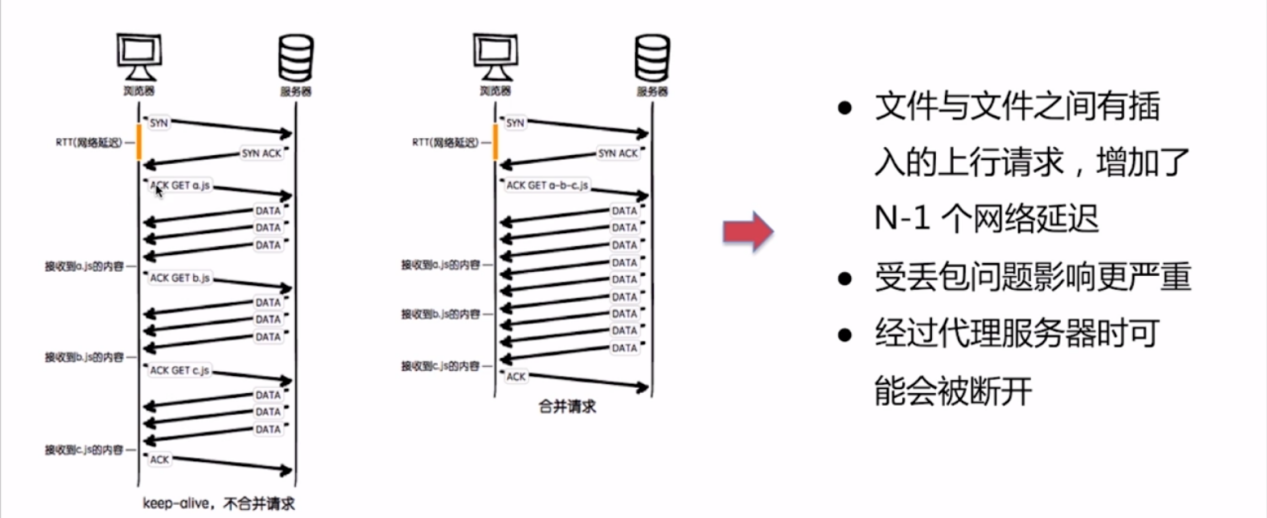 浏览器
服务器
SYN
RTT(网络延迟)
SYN ACK
ACK GET a.js
DATA
DATA
DATA
接收到a.js的内容
ACK GET b.js
DATA
DATA
DATA
接收到b.js的内容
ACK GET c.js
DATA
DATA
DATA
接收到c.js的内容
ACK
keep-alive，不合并请求
浏览器
服务器
SYN
RTT(网络延迟)
SYN ACK
ACK GET a-b-c.js
DATA
DATA
DATA
接收到a.js的内容
DATA
DATA
DATA
接收到b.js的内容
DATA
DATA
DATA
接收到c.js的内容
ACK
合并请求
● 文件与文件之间有插
入的上行请求，增加了
N-1 个网络延迟
● 受丢包问题影响更严重
● 经过代理服务器时可
能会被断开